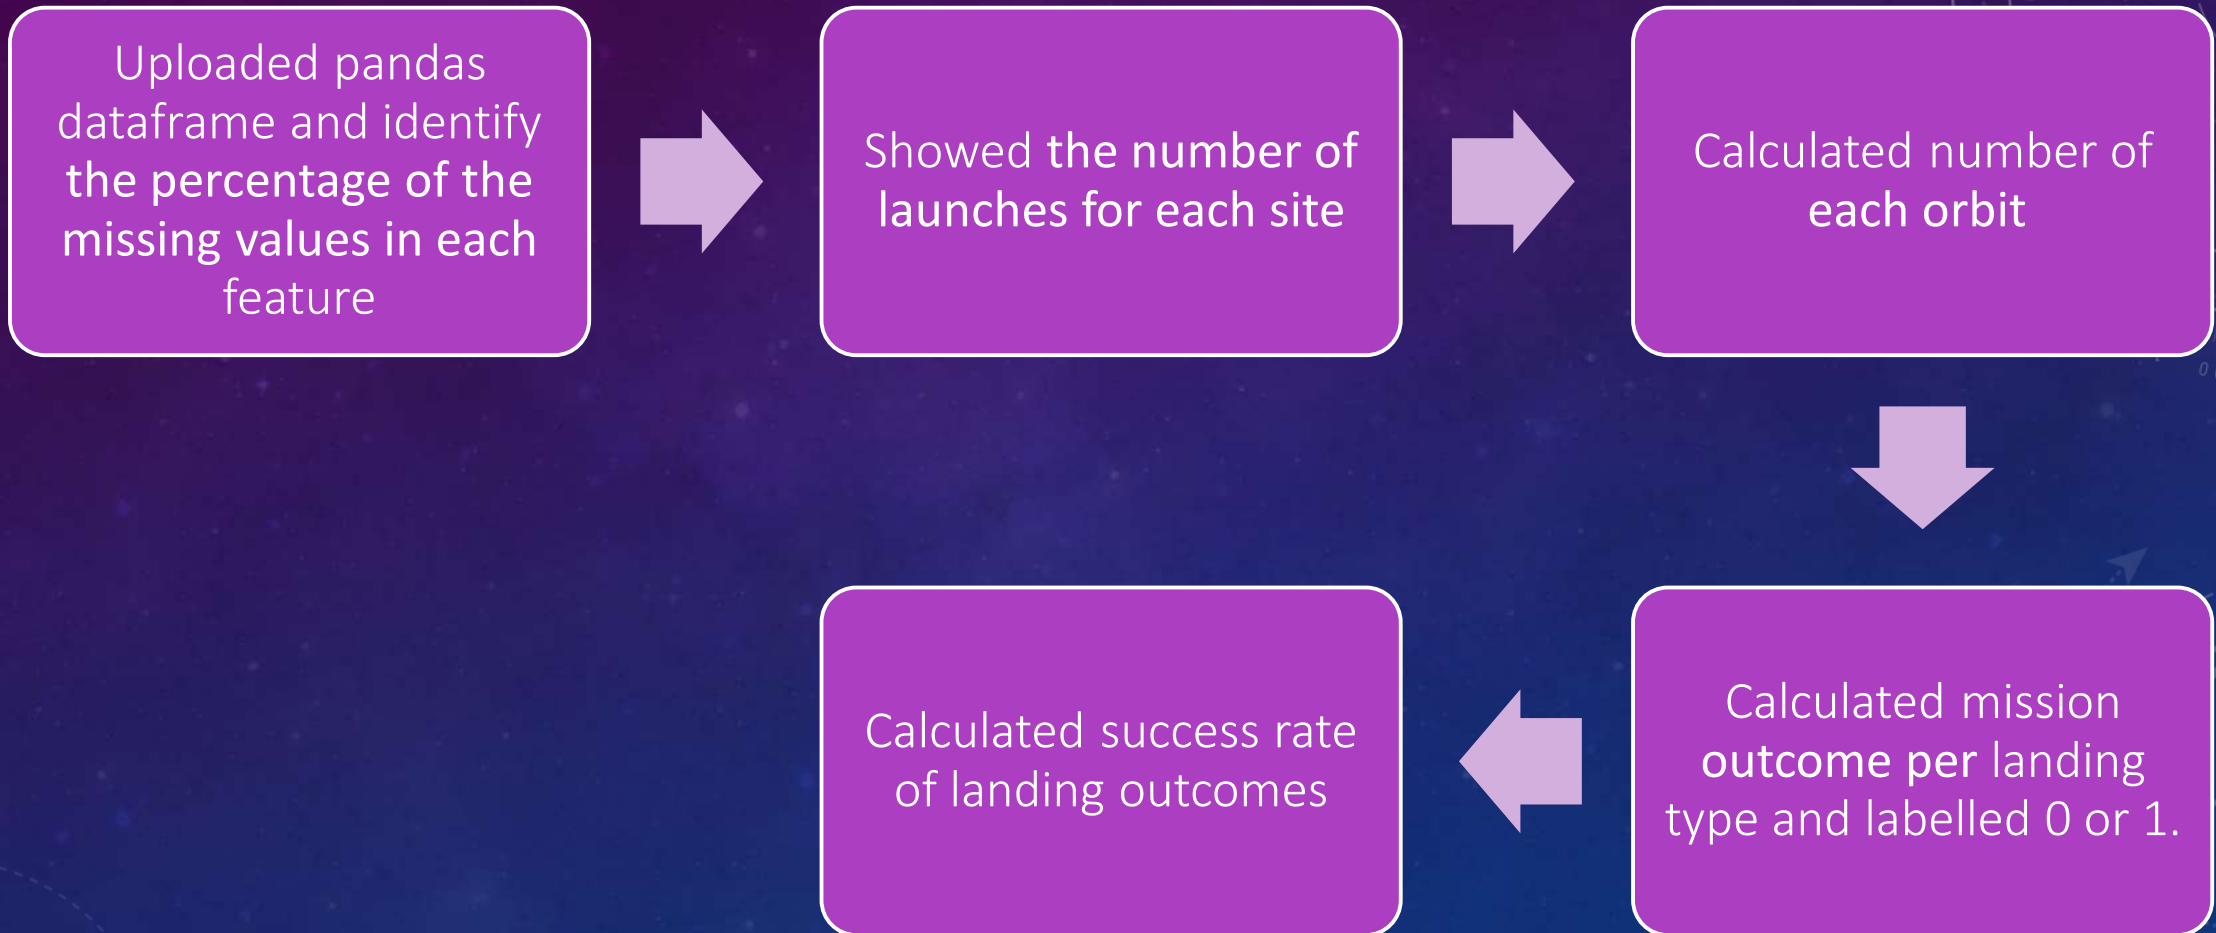 Uploaded pandas
dataframe and identify
the percentage of the
missing values in each
feature
Showed the number of
launches for each site
Calculated number of
each orbit
Calculated mission
outcome per landing
type and labelled 0 or 1.
Calculated success rate
of landing outcomes